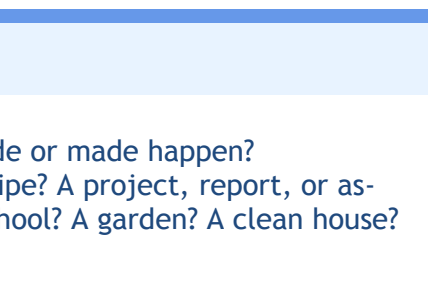 de or made happen?
ipe? A project, report, or as-
hool? A garden? A clean house?